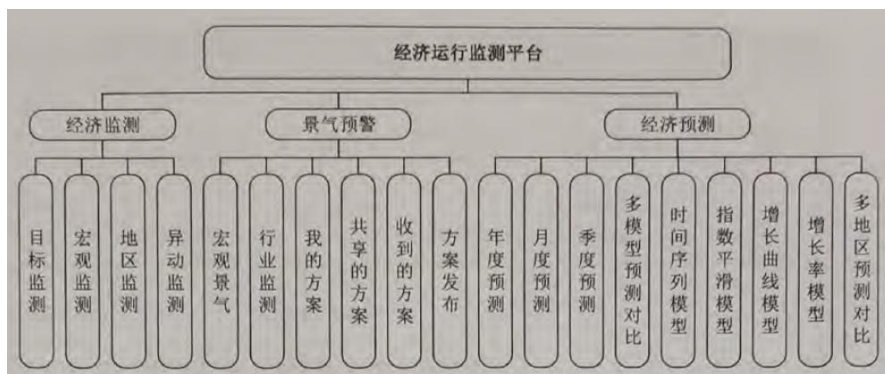 经济运行监测平台
经济监测
景气预警
经济预测
目标监测
宏观监测
地区监测
异动监测
宏观景气
行业监测
我的方案
共享的方案
收到的方案
方案发布
年度预测
月度预测
季度预测
多模型预测对比
时间序列模型
指数平滑模型
增长曲线模型
增长率模型
多地区预测对比